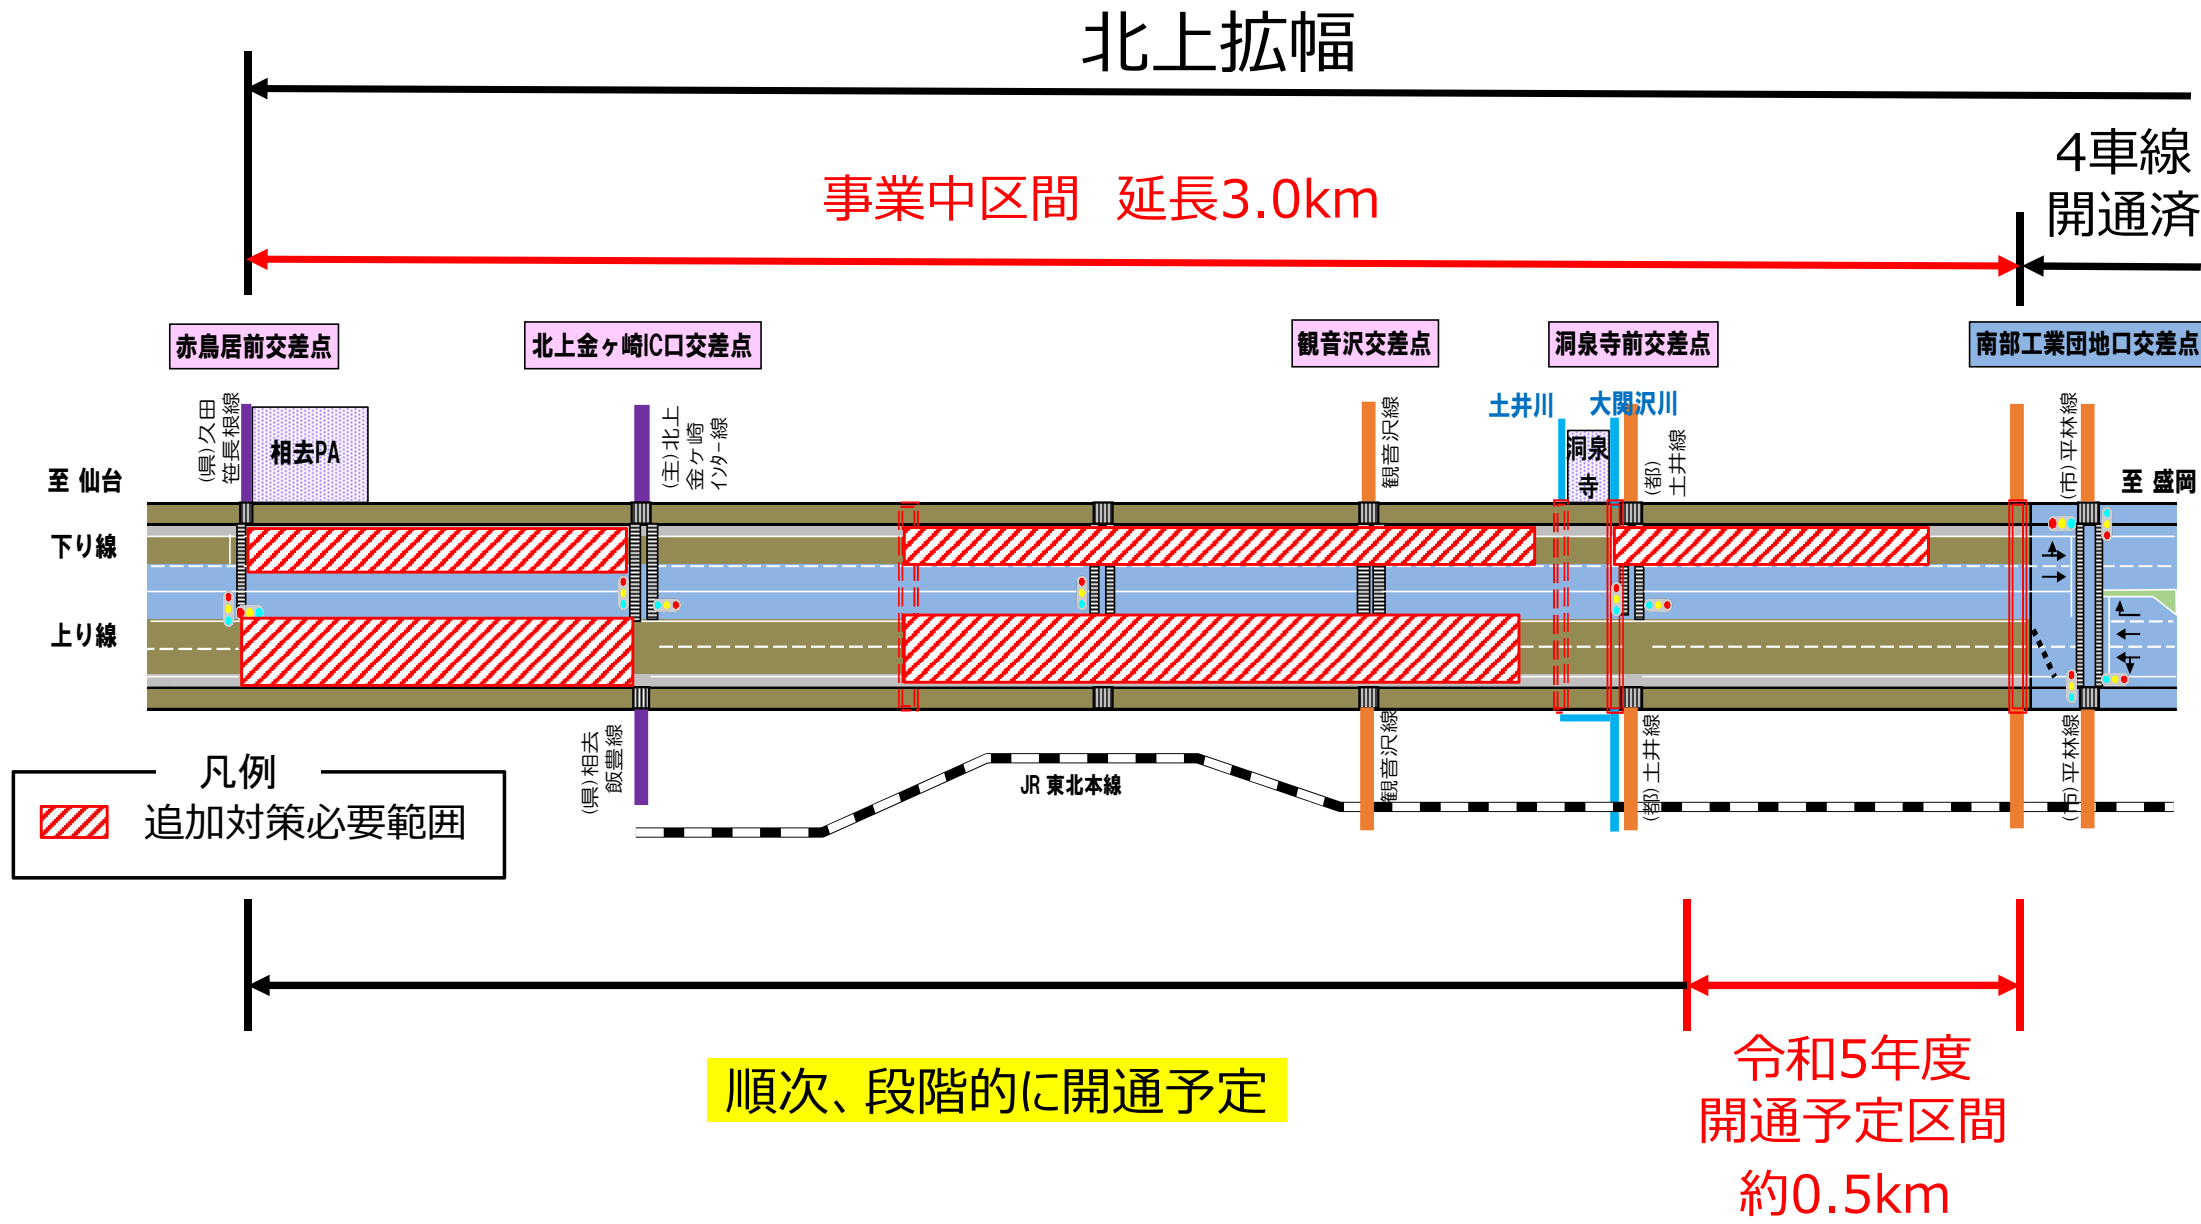 北上拡幅
4車線
開通済
事業中区間 延長3.0km
赤鳥居前交差点
北上金ヶ崎IC口交差点
観音沢交差点
洞泉寺前交差点
南部工業団地口交差点
(県)久田
笹長根線
相去PA
(主)北上
金ヶ崎
インター線
観音沢線
土井川
大関沢川
洞泉
寺
(都)
土井線
(市)平林線
至 仙台
至 盛岡
下り線
上り線
(県)相去
飯豊線
観音沢線
(都)土井線
(市)平林線
JR 東北本線
凡例
追加対策必要範囲
順次、段階的に開通予定
令和5年度
開通予定区間
約0.5km